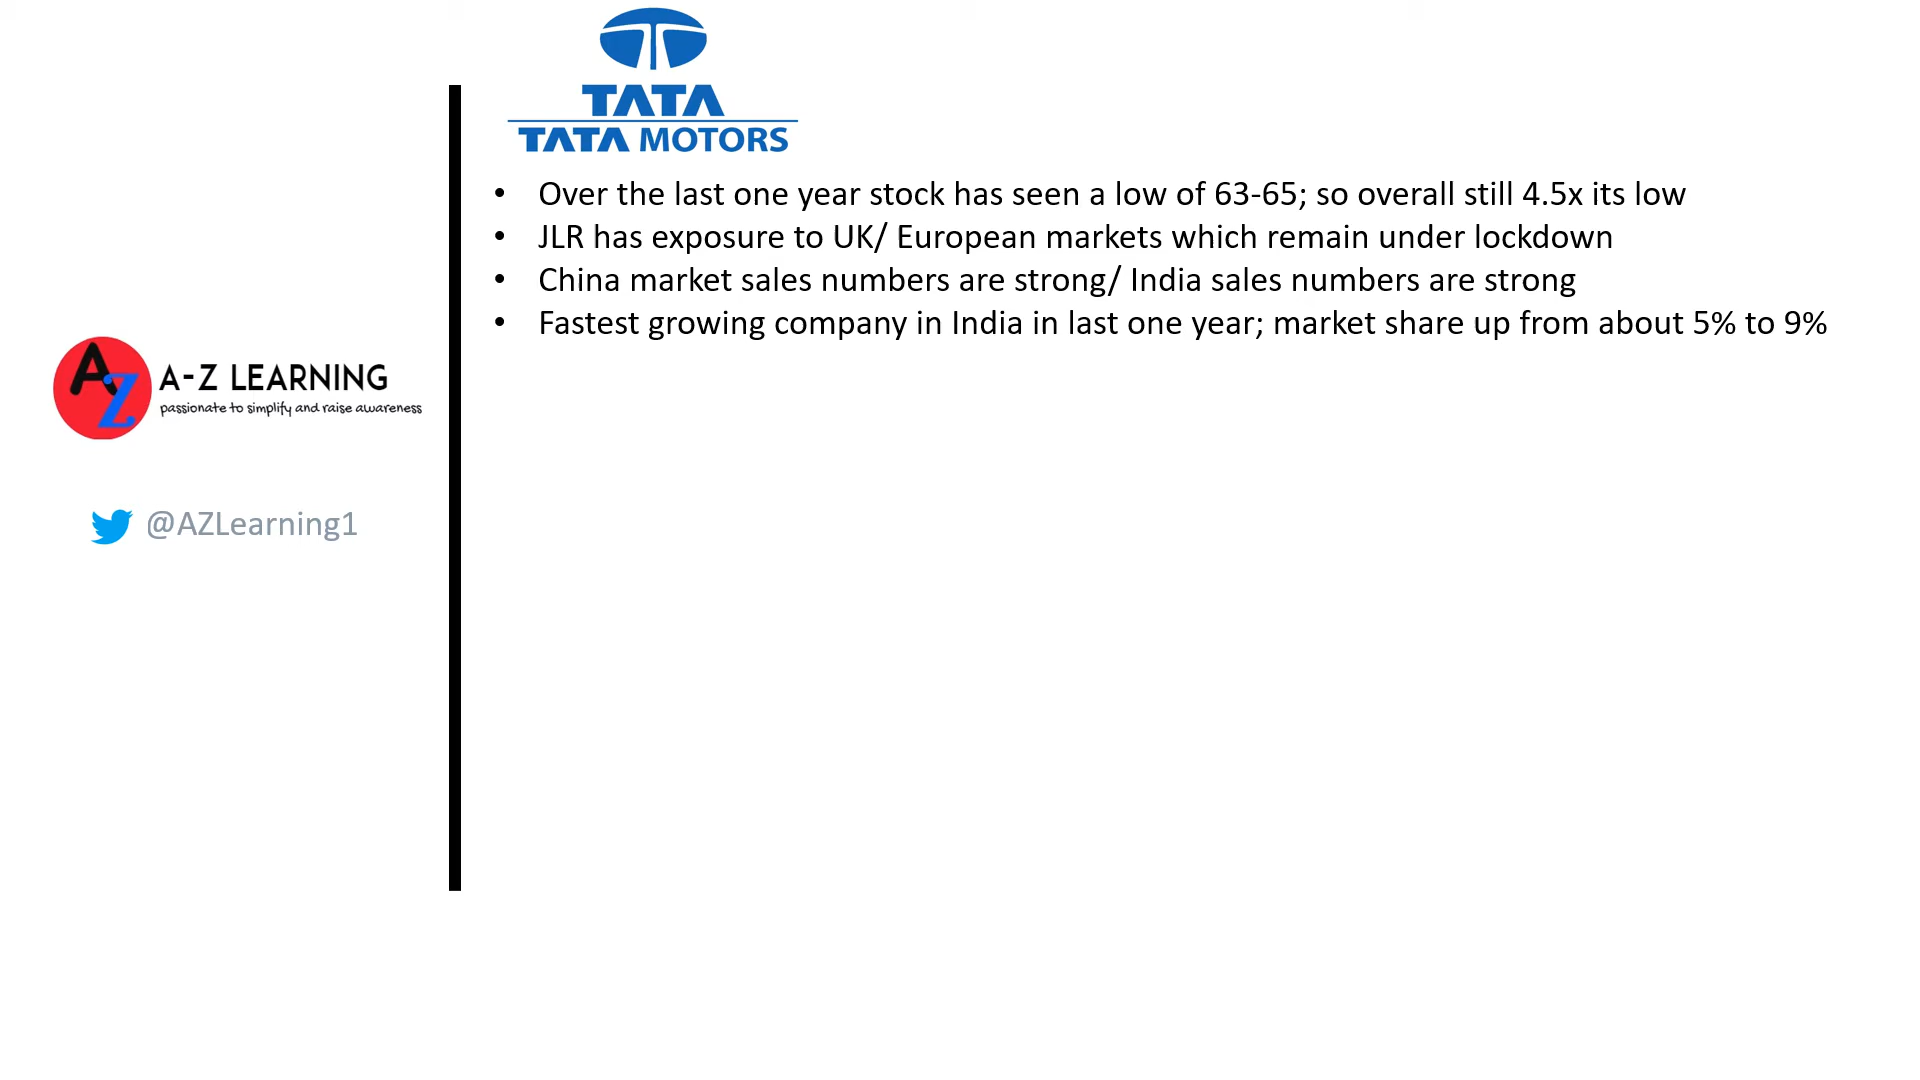 TATA
TATA MOTORS
• Over the last one year stock has seen a low of 63-65; so overall still 4.5x its low
• JLR has exposure to UK/ European markets which remain under lockdown
• China market sales numbers are strong/ India sales numbers are strong
• Fastest growing company in India in last one year; market share up from about 5% to 9%
AZ
A-Z LEARNING
passionate to simplify and raise awareness
@AZLearning1